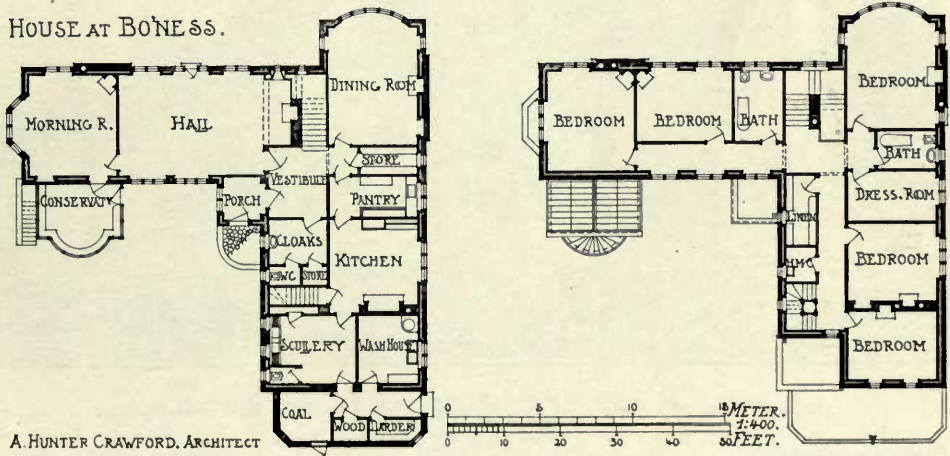 HOUSE AT BO'NESS.
MORNING R.
HALL
DINING ROOM
STORE
VESTIBULE
PANTRY
CONSERVATY
PORCH
CLOAKS
KITCHEN
WC
STORE
SCULLERY
WASH HOUSE
COAL
WOOD
LARDER
A. HUNTER CRAWFORD. ARCHITECT
BEDROOM
BEDROOM
BATH
BEDROOM
BATH
DRESS. ROOM
LINEN
BEDROOM
H.M.C
BEDROOM
0 5 10 15 METER.
1:400.
0 10 20 30 40 50 FEET.